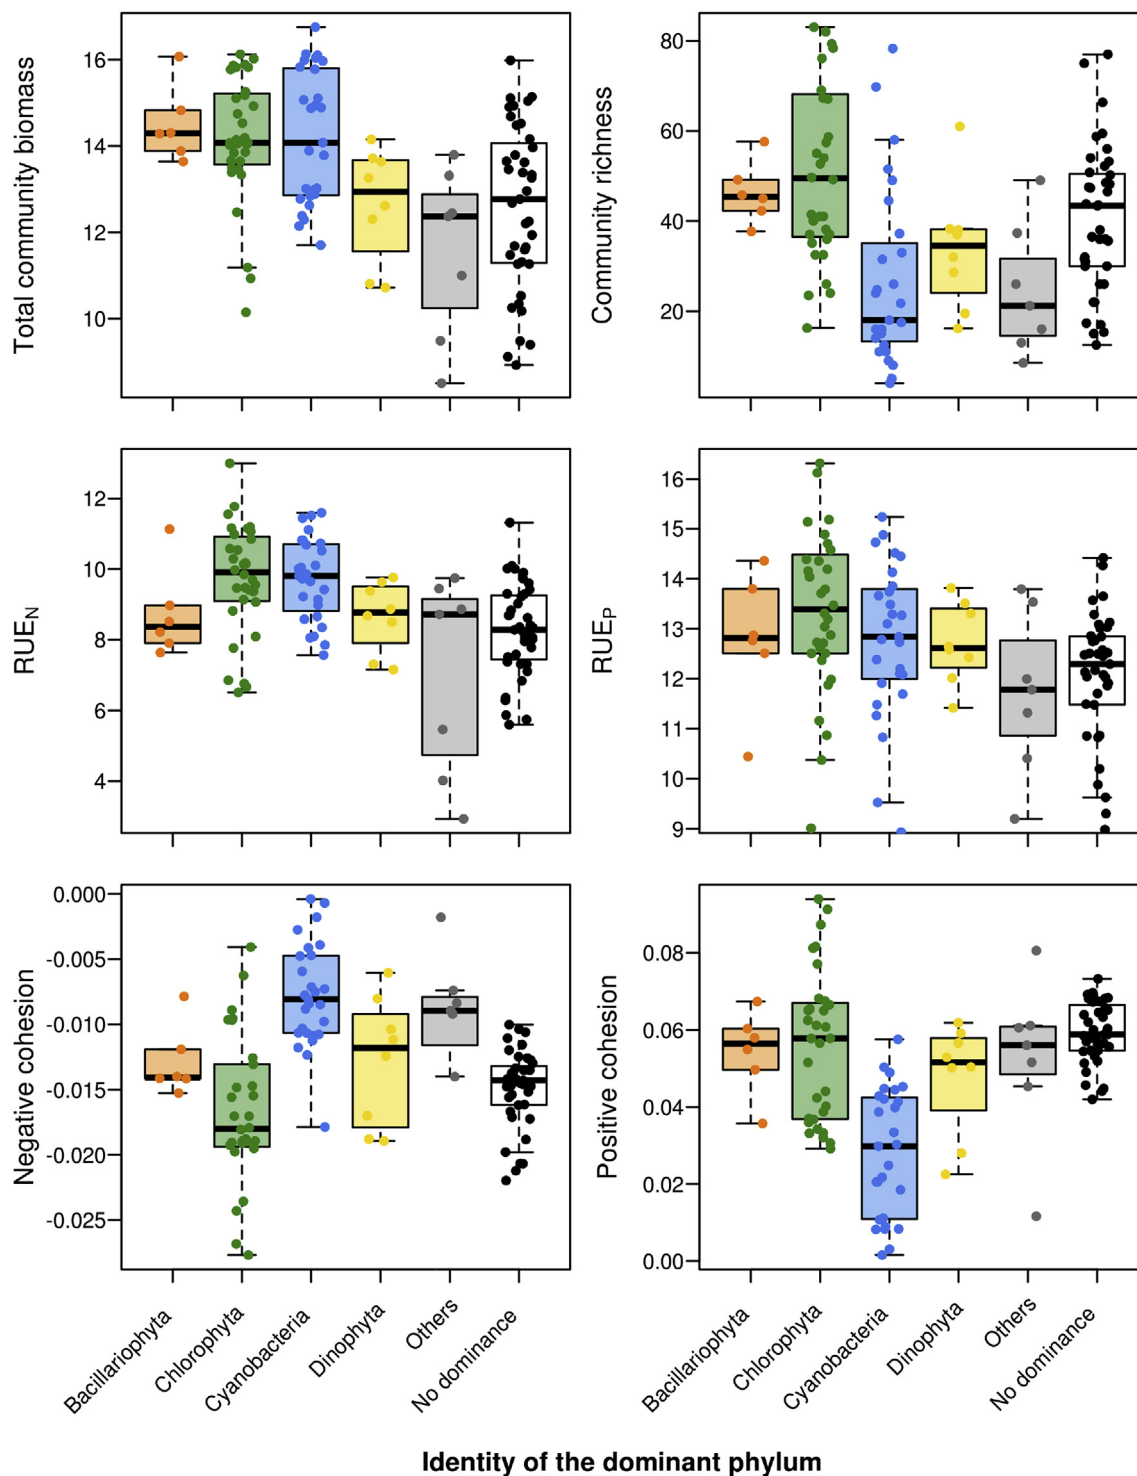 Total community biomass
16
14
12
10
Community richness
80
60
40
20
RUE_N
12
10
8
6
4
RUE_P
16
15
14
13
12
11
10
9
Negative cohesion
0.000
-0.005
-0.010
-0.015
-0.020
-0.025
Positive cohesion
0.08
0.06
0.04
0.02
0.00
Bacillariophyta
Chlorophyta
Cyanobacteria
Dinophyta
Others
No dominance
Bacillariophyta
Chlorophyta
Cyanobacteria
Dinophyta
Others
No dominance
Identity of the dominant phylum